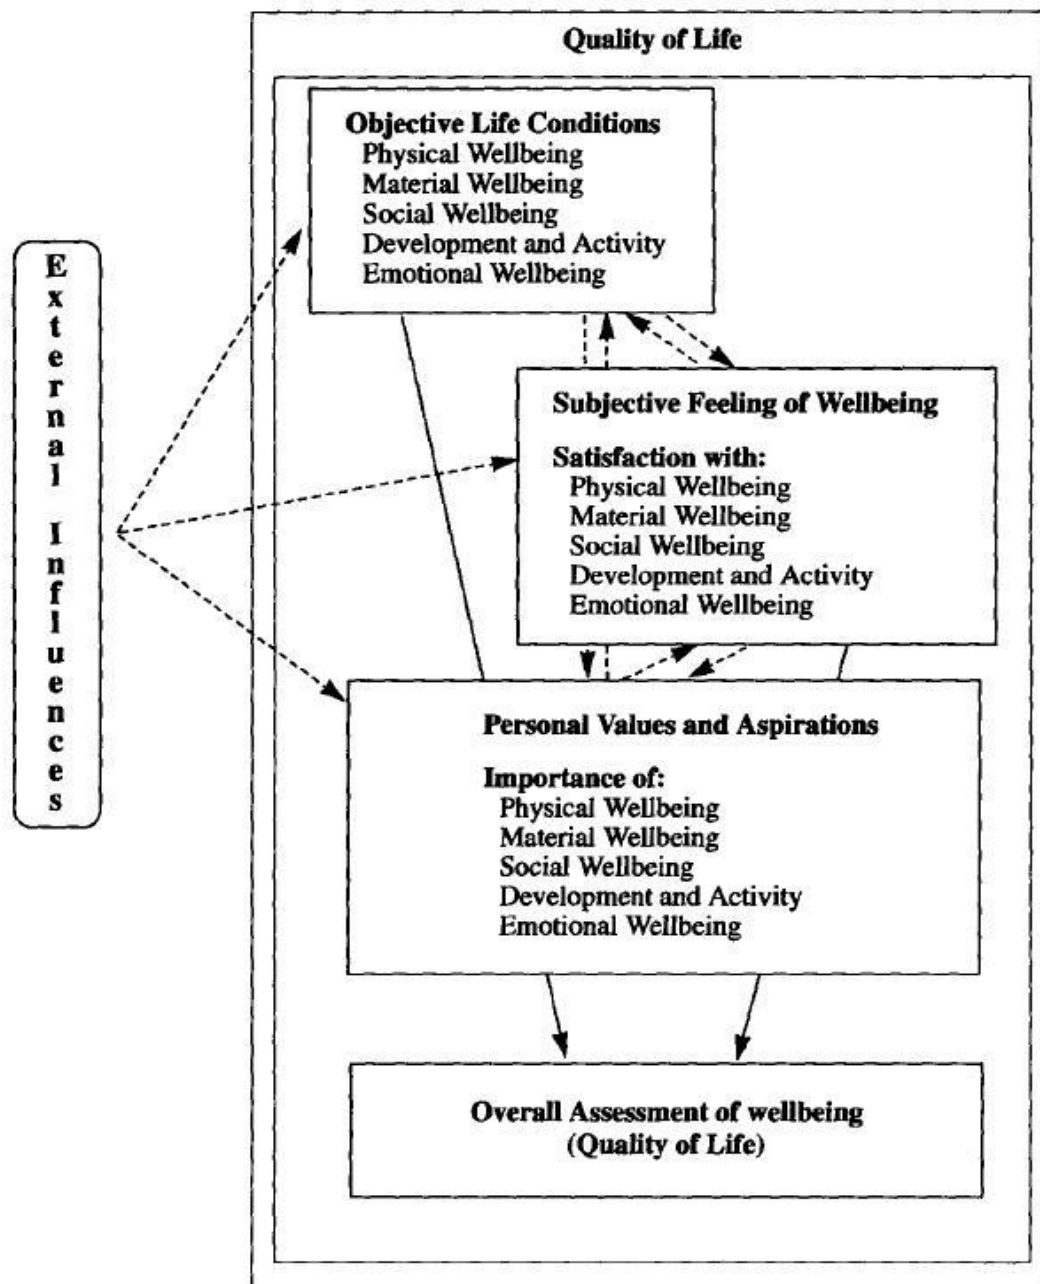 Quality of Life
Objective Life Conditions
Physical Wellbeing
Material Wellbeing
Social Wellbeing
Development and Activity
Emotional Wellbeing
External Influences
Subjective Feeling of Wellbeing
Satisfaction with:
Physical Wellbeing
Material Wellbeing
Social Wellbeing
Development and Activity
Emotional Wellbeing
Personal Values and Aspirations
Importance of:
Physical Wellbeing
Material Wellbeing
Social Wellbeing
Development and Activity
Emotional Wellbeing
Overall Assessment of wellbeing
(Quality of Life)